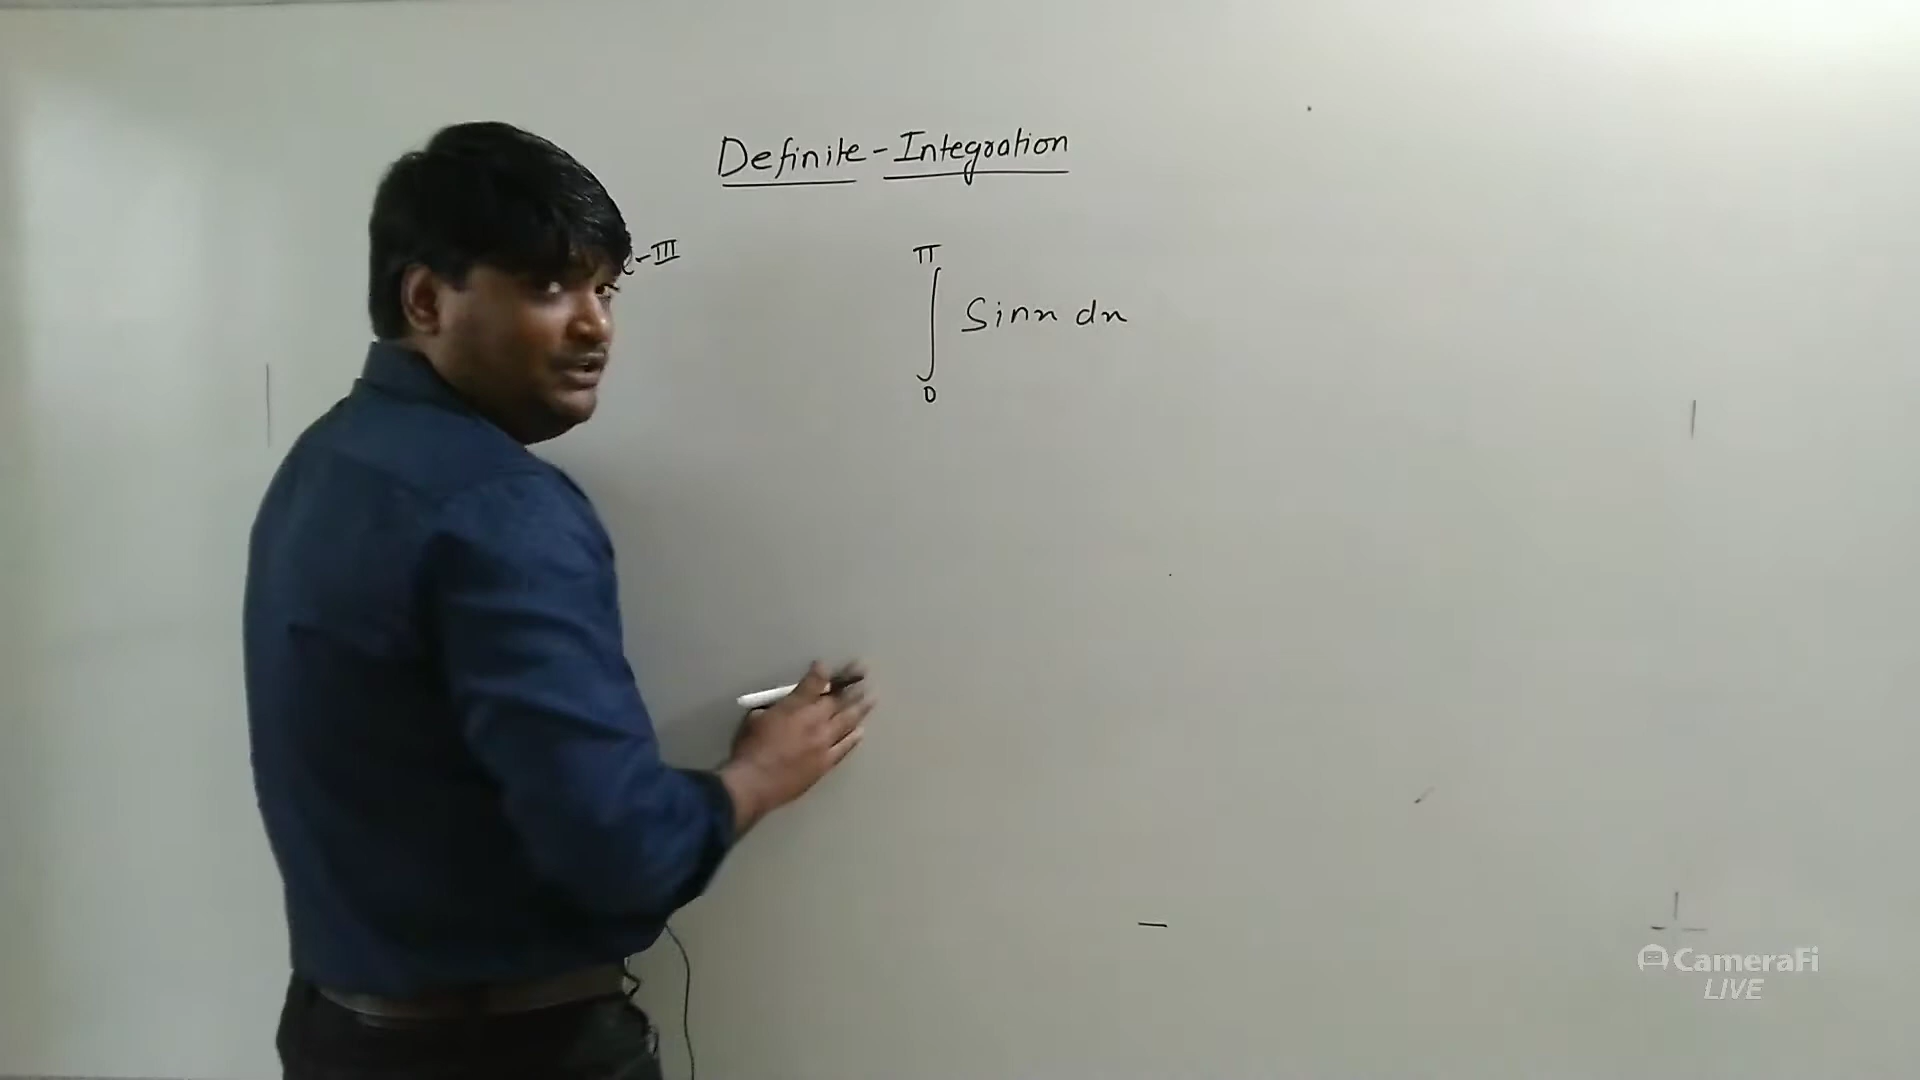 Definite-Integration
-III
π
∫ Sinx dx
0
CameraFi
LIVE